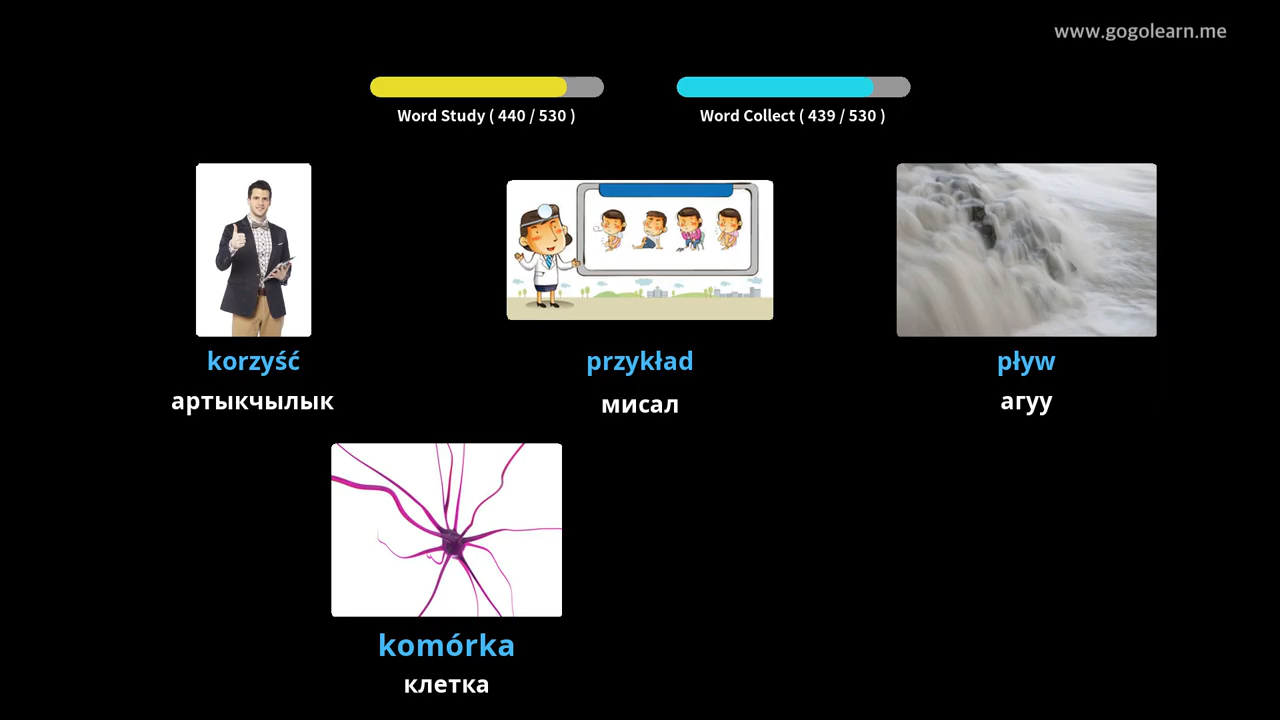 www.gogolearn.me
Word Study ( 440 / 530 )
Word Collect ( 439 / 530 )
korzyść
артыкчылык
przykład
мисал
pływ
агуу
komórka
клетка